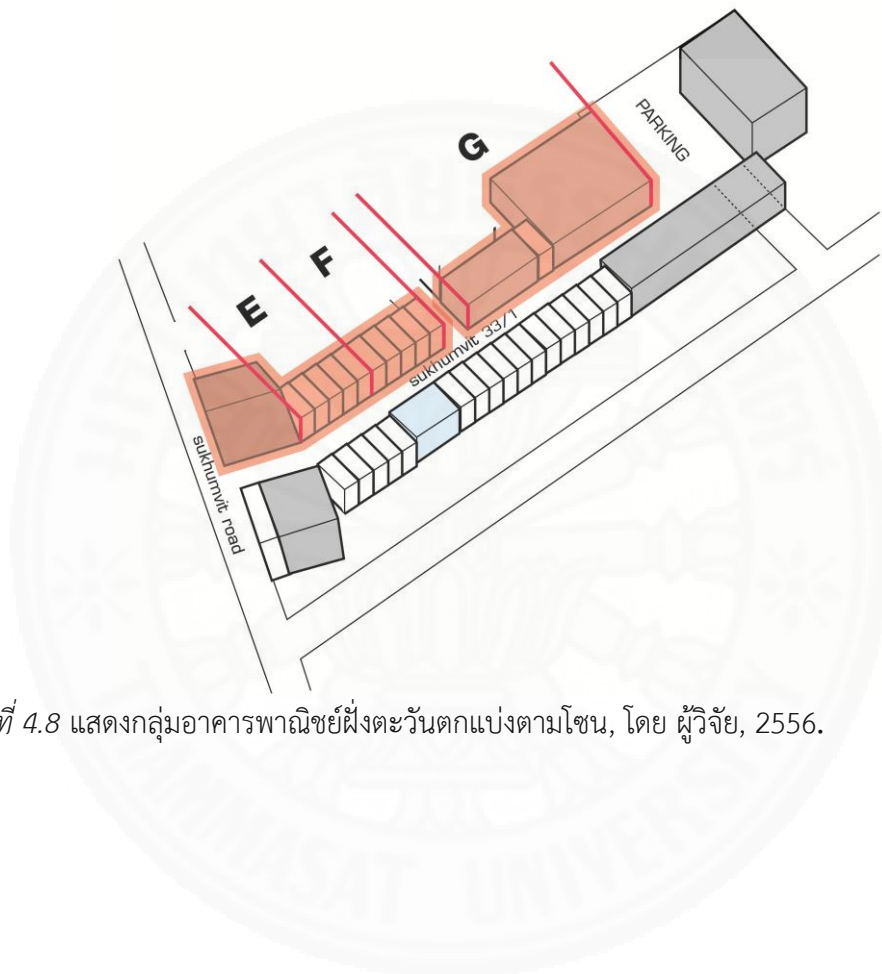 G
PARKING
F
E
sukhumvit 33/1
sukhumvit road
ที่ 4.8 แสดงกลุ่มอาคารพาณิชย์ฝั่งตะวันตกแบ่งตามโซน, โดย ผู้วิจัย, 2556.
THAMMASAT UNIVERSITY